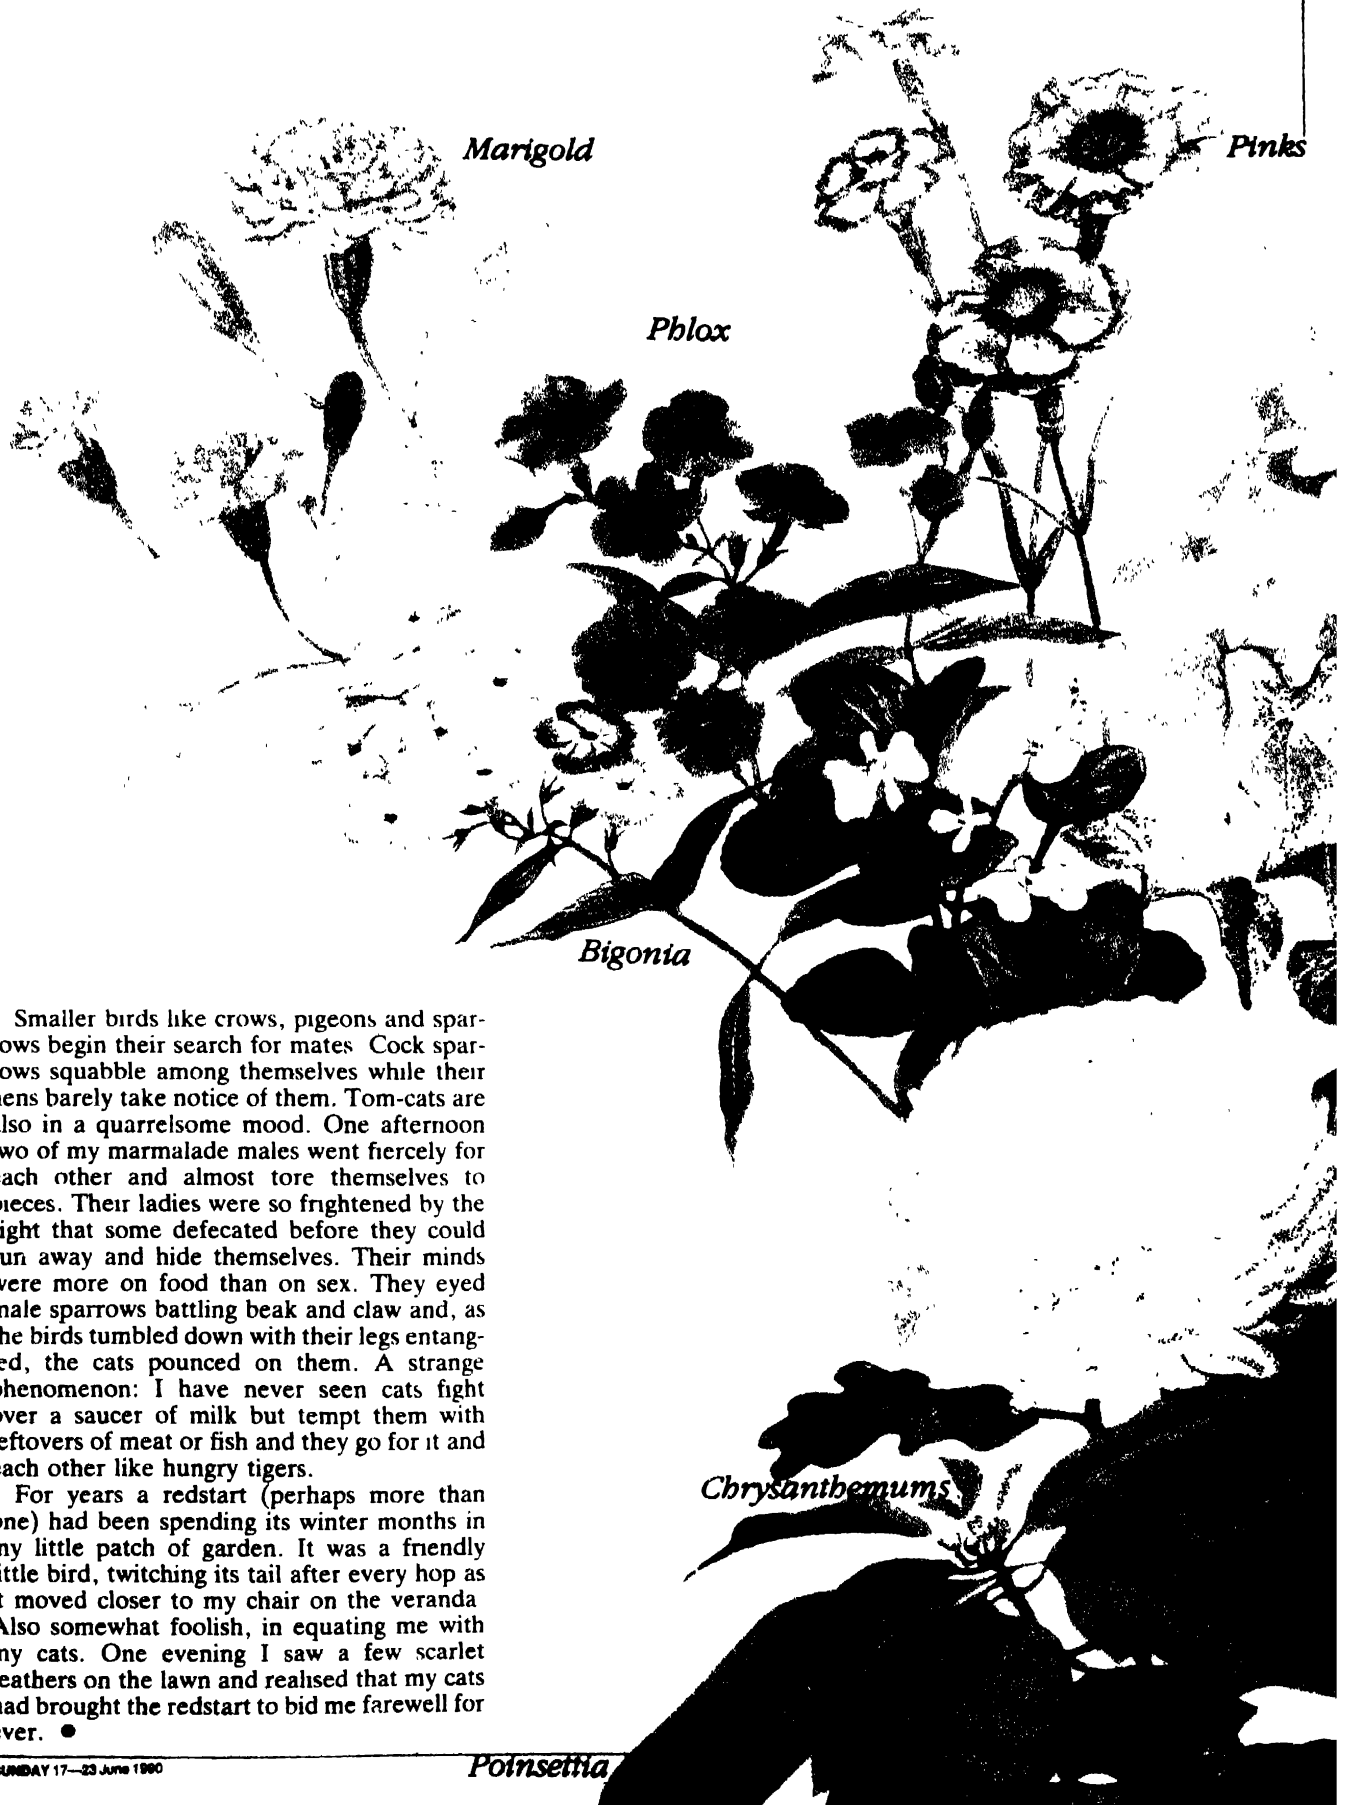 Marigold
Pinks
Phlox
Bigonia
Smaller birds like crows, pigeons and spar-
ows begin their search for mates Cock spar-
ows squabble among themselves while their
ens barely take notice of them. Tom-cats are
lso in a quarrelsome mood. One afternoon
wo of my marmalade males went fiercely for
ach other and almost tore themselves to
ieces. Their ladies were so frightened by the
ight that some defecated before they could
un away and hide themselves. Their minds
ere more on food than on sex. They eyed
ale sparrows battling beak and claw and, as
he birds tumbled down with their legs entang-
ed, the cats pounced on them. A strange
henomenon: I have never seen cats fight
ver a saucer of milk but tempt them with
eftovers of meat or fish and they go for it and
ach other like hungry tigers.
For years a redstart (perhaps more than
ne) had been spending its winter months in
ny little patch of garden. It was a friendly
ittle bird, twitching its tail after every hop as
t moved closer to my chair on the veranda
Also somewhat foolish, in equating me with
ny cats. One evening I saw a few scarlet
eathers on the lawn and realised that my cats
ad brought the redstart to bid me farewell for
ver. ●
Chrysanthemums
SUNDAY 17—23 June 1990
Poinsettia